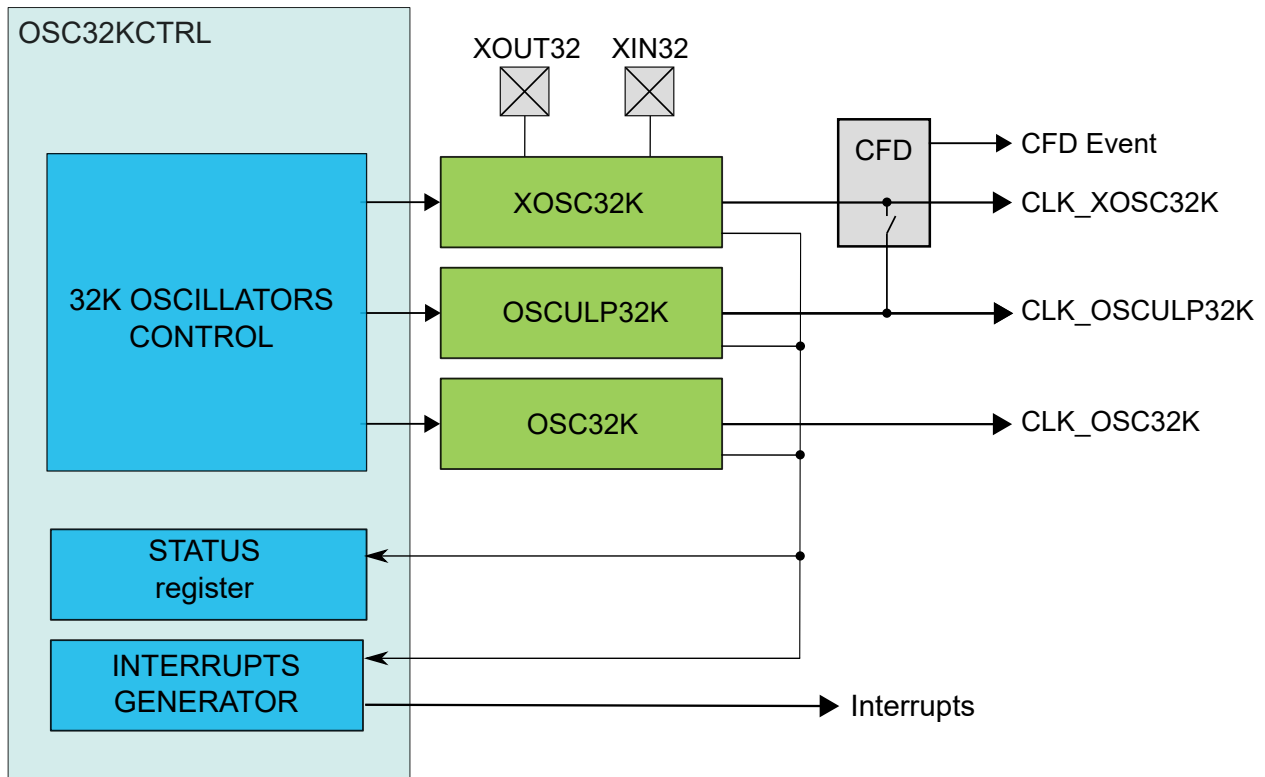 OSC32KCTRL
XOUT32
XIN32
CFD
CFD Event
XOSC32K
CLK_XOSC32K
32K OSCILLATORS
CONTROL
OSCULP32K
CLK_OSCULP32K
OSC32K
CLK_OSC32K
STATUS
register
INTERRUPTS
GENERATOR
Interrupts